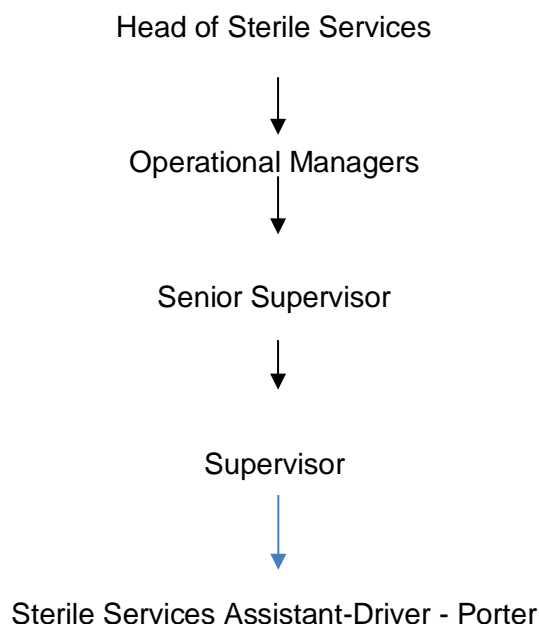 Head of Sterile Services
Operational Managers
Senior Supervisor
Supervisor
Sterile Services Assistant-Driver - Porter